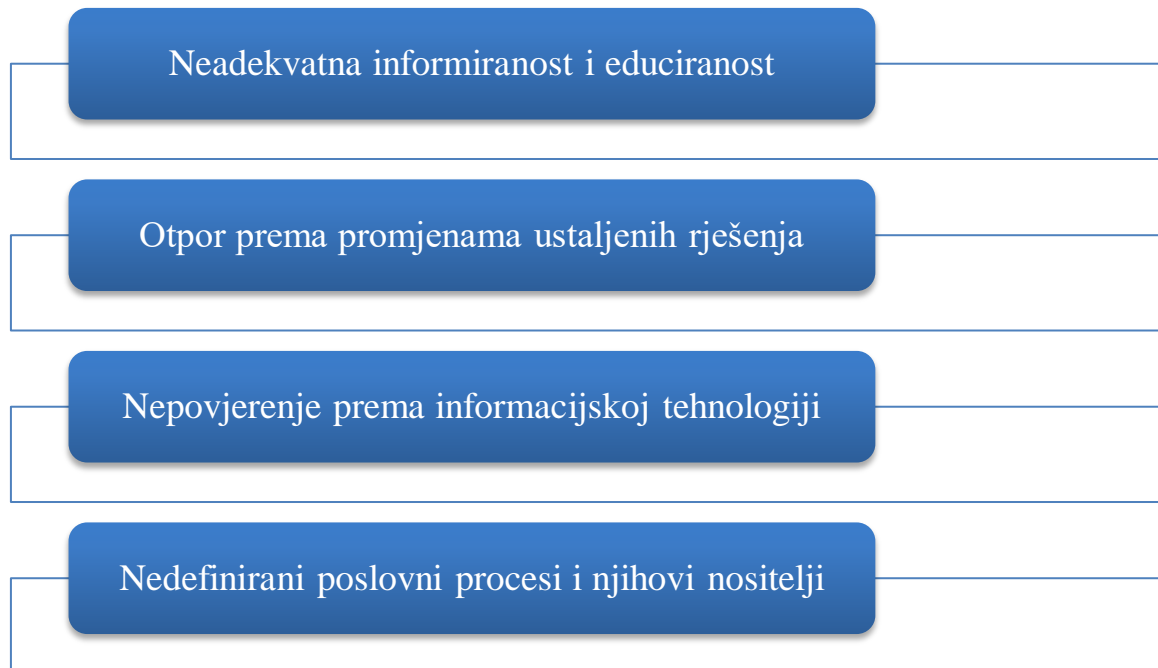 Neadekvatna informiranost i educiranost
Otpor prema promjenama ustaljenih rješenja
Nepovjerenje prema informacijskoj tehnologiji
Nedefinirani poslovni procesi i njihovi nositelji